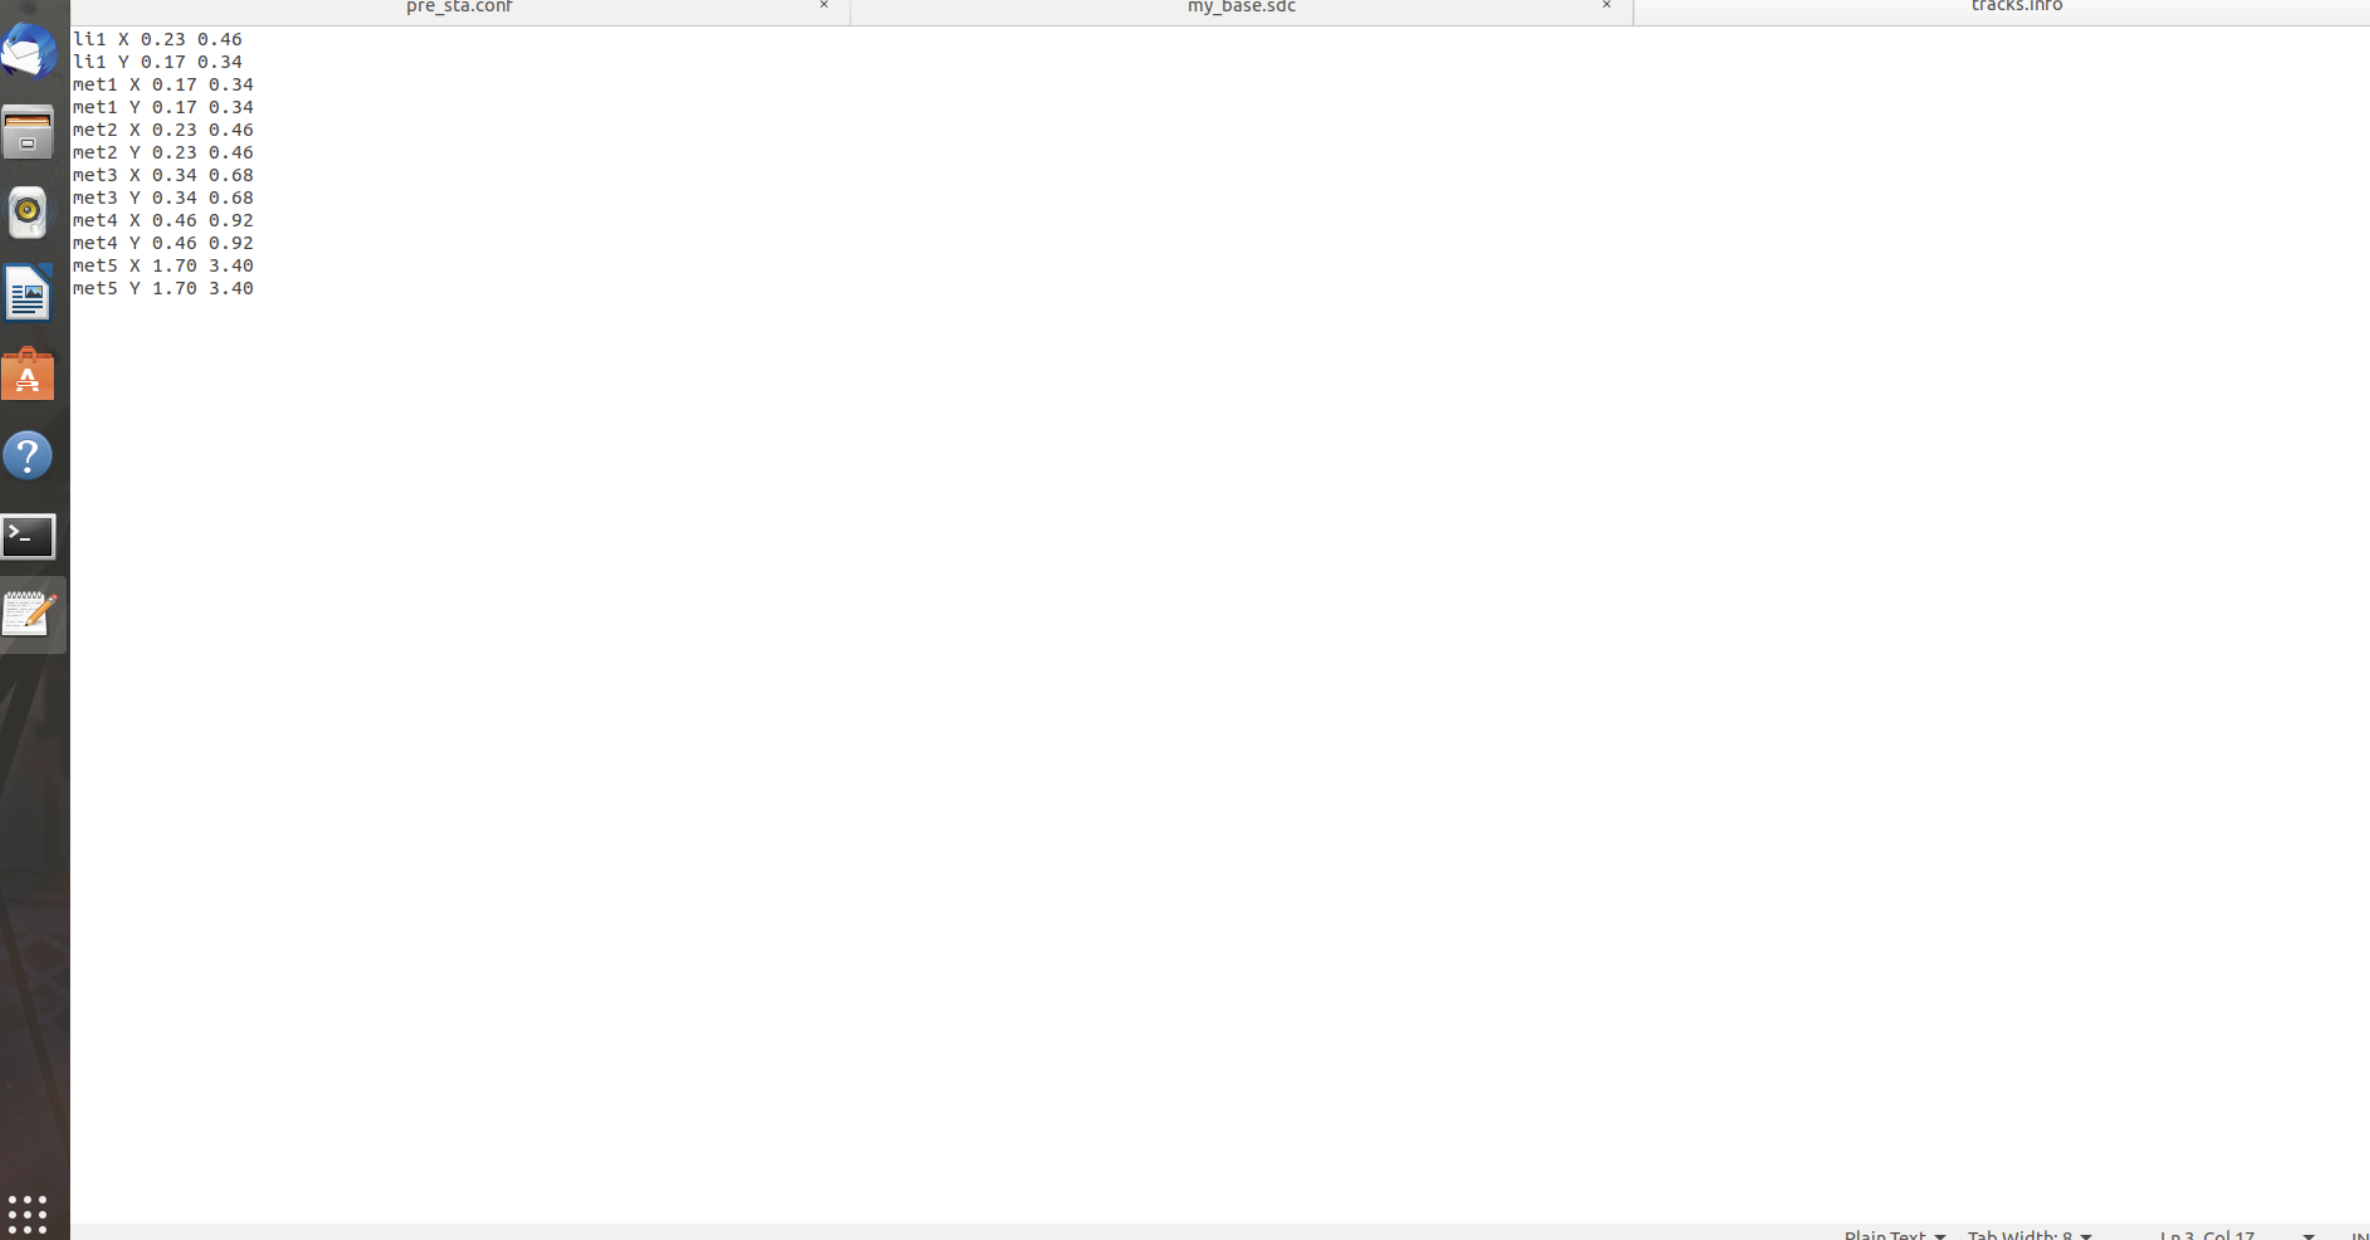 pre_sta.conf × my_base.sdc × tracks.info
li1 X 0.23 0.46
li1 Y 0.17 0.34
met1 X 0.17 0.34
met1 Y 0.17 0.34
met2 X 0.23 0.46
met2 Y 0.23 0.46
met3 X 0.34 0.68
met3 Y 0.34 0.68
met4 X 0.46 0.92
met4 Y 0.46 0.92
met5 X 1.70 3.40
met5 Y 1.70 3.40
Plain Text Tab Width: 8 Ln 3, Col 17 IN